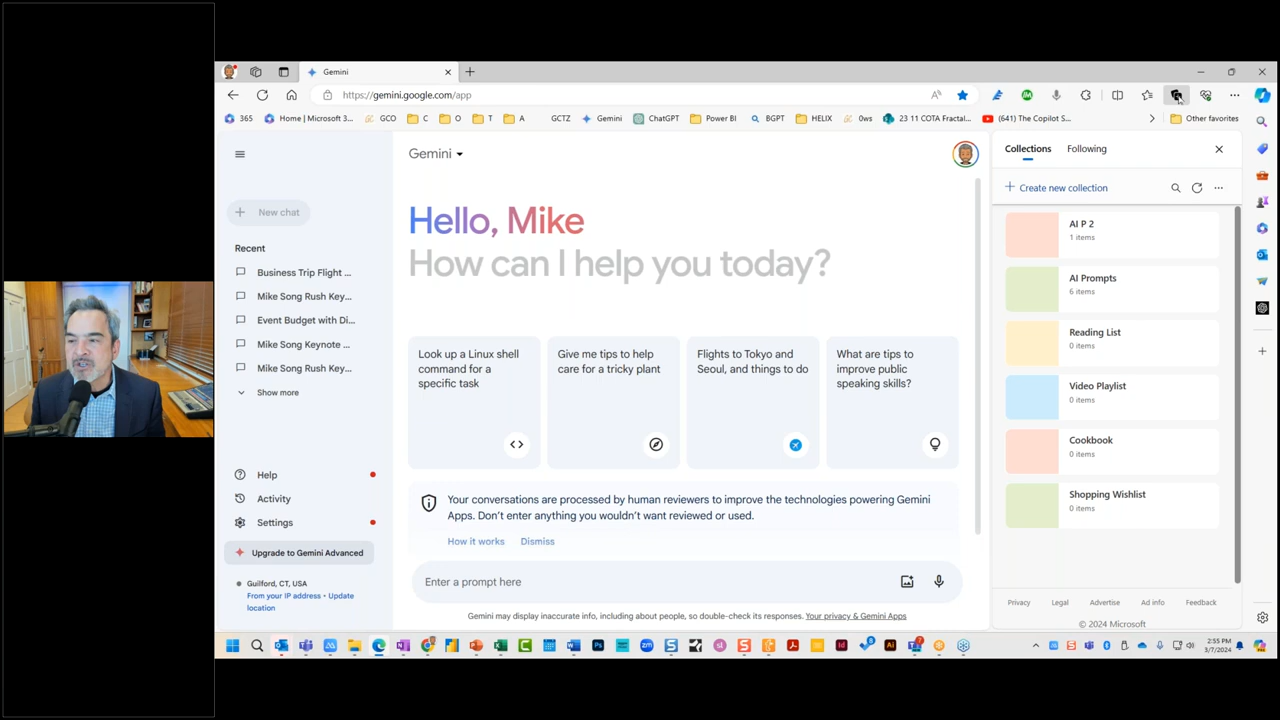 Gemini
https://gemini.google.com/app
365
Home | Microsoft 3...
GCO
C
O
T
A
GCTZ
Gemini
ChatGPT
Power BI
BGPT
HELIX
0ws
23 11 COTA Fractal...
(641) The Copilot S...
Other favorites
Gemini
New chat
Recent
Business Trip Flight ...
Mike Song Rush Key...
Event Budget with Di...
Mike Song Keynote ...
Mike Song Rush Key...
Show more
Help
Activity
Settings
Upgrade to Gemini Advanced
Guilford, CT, USA
From your IP address • Update
location
Hello, Mike
How can I help you today?
Look up a Linux shell
command for a
specific task
Give me tips to help
care for a tricky plant
Flights to Tokyo and
Seoul, and things to do
What are tips to
improve public
speaking skills?
Your conversations are processed by human reviewers to improve the technologies powering Gemini
Apps. Don't enter anything you wouldn't want reviewed or used.
How it works Dismiss
Enter a prompt here
Gemini may display inaccurate info, including about people, so double-check its responses. Your privacy & Gemini Apps
Collections Following
Create new collection
AI P 2
1 items
AI Prompts
6 items
Reading List
0 items
Video Playlist
0 items
Cookbook
0 items
Shopping Wishlist
0 items
Privacy Legal Advertise Ad info Feedback
© 2024 Microsoft
2:55 PM
3/7/2024